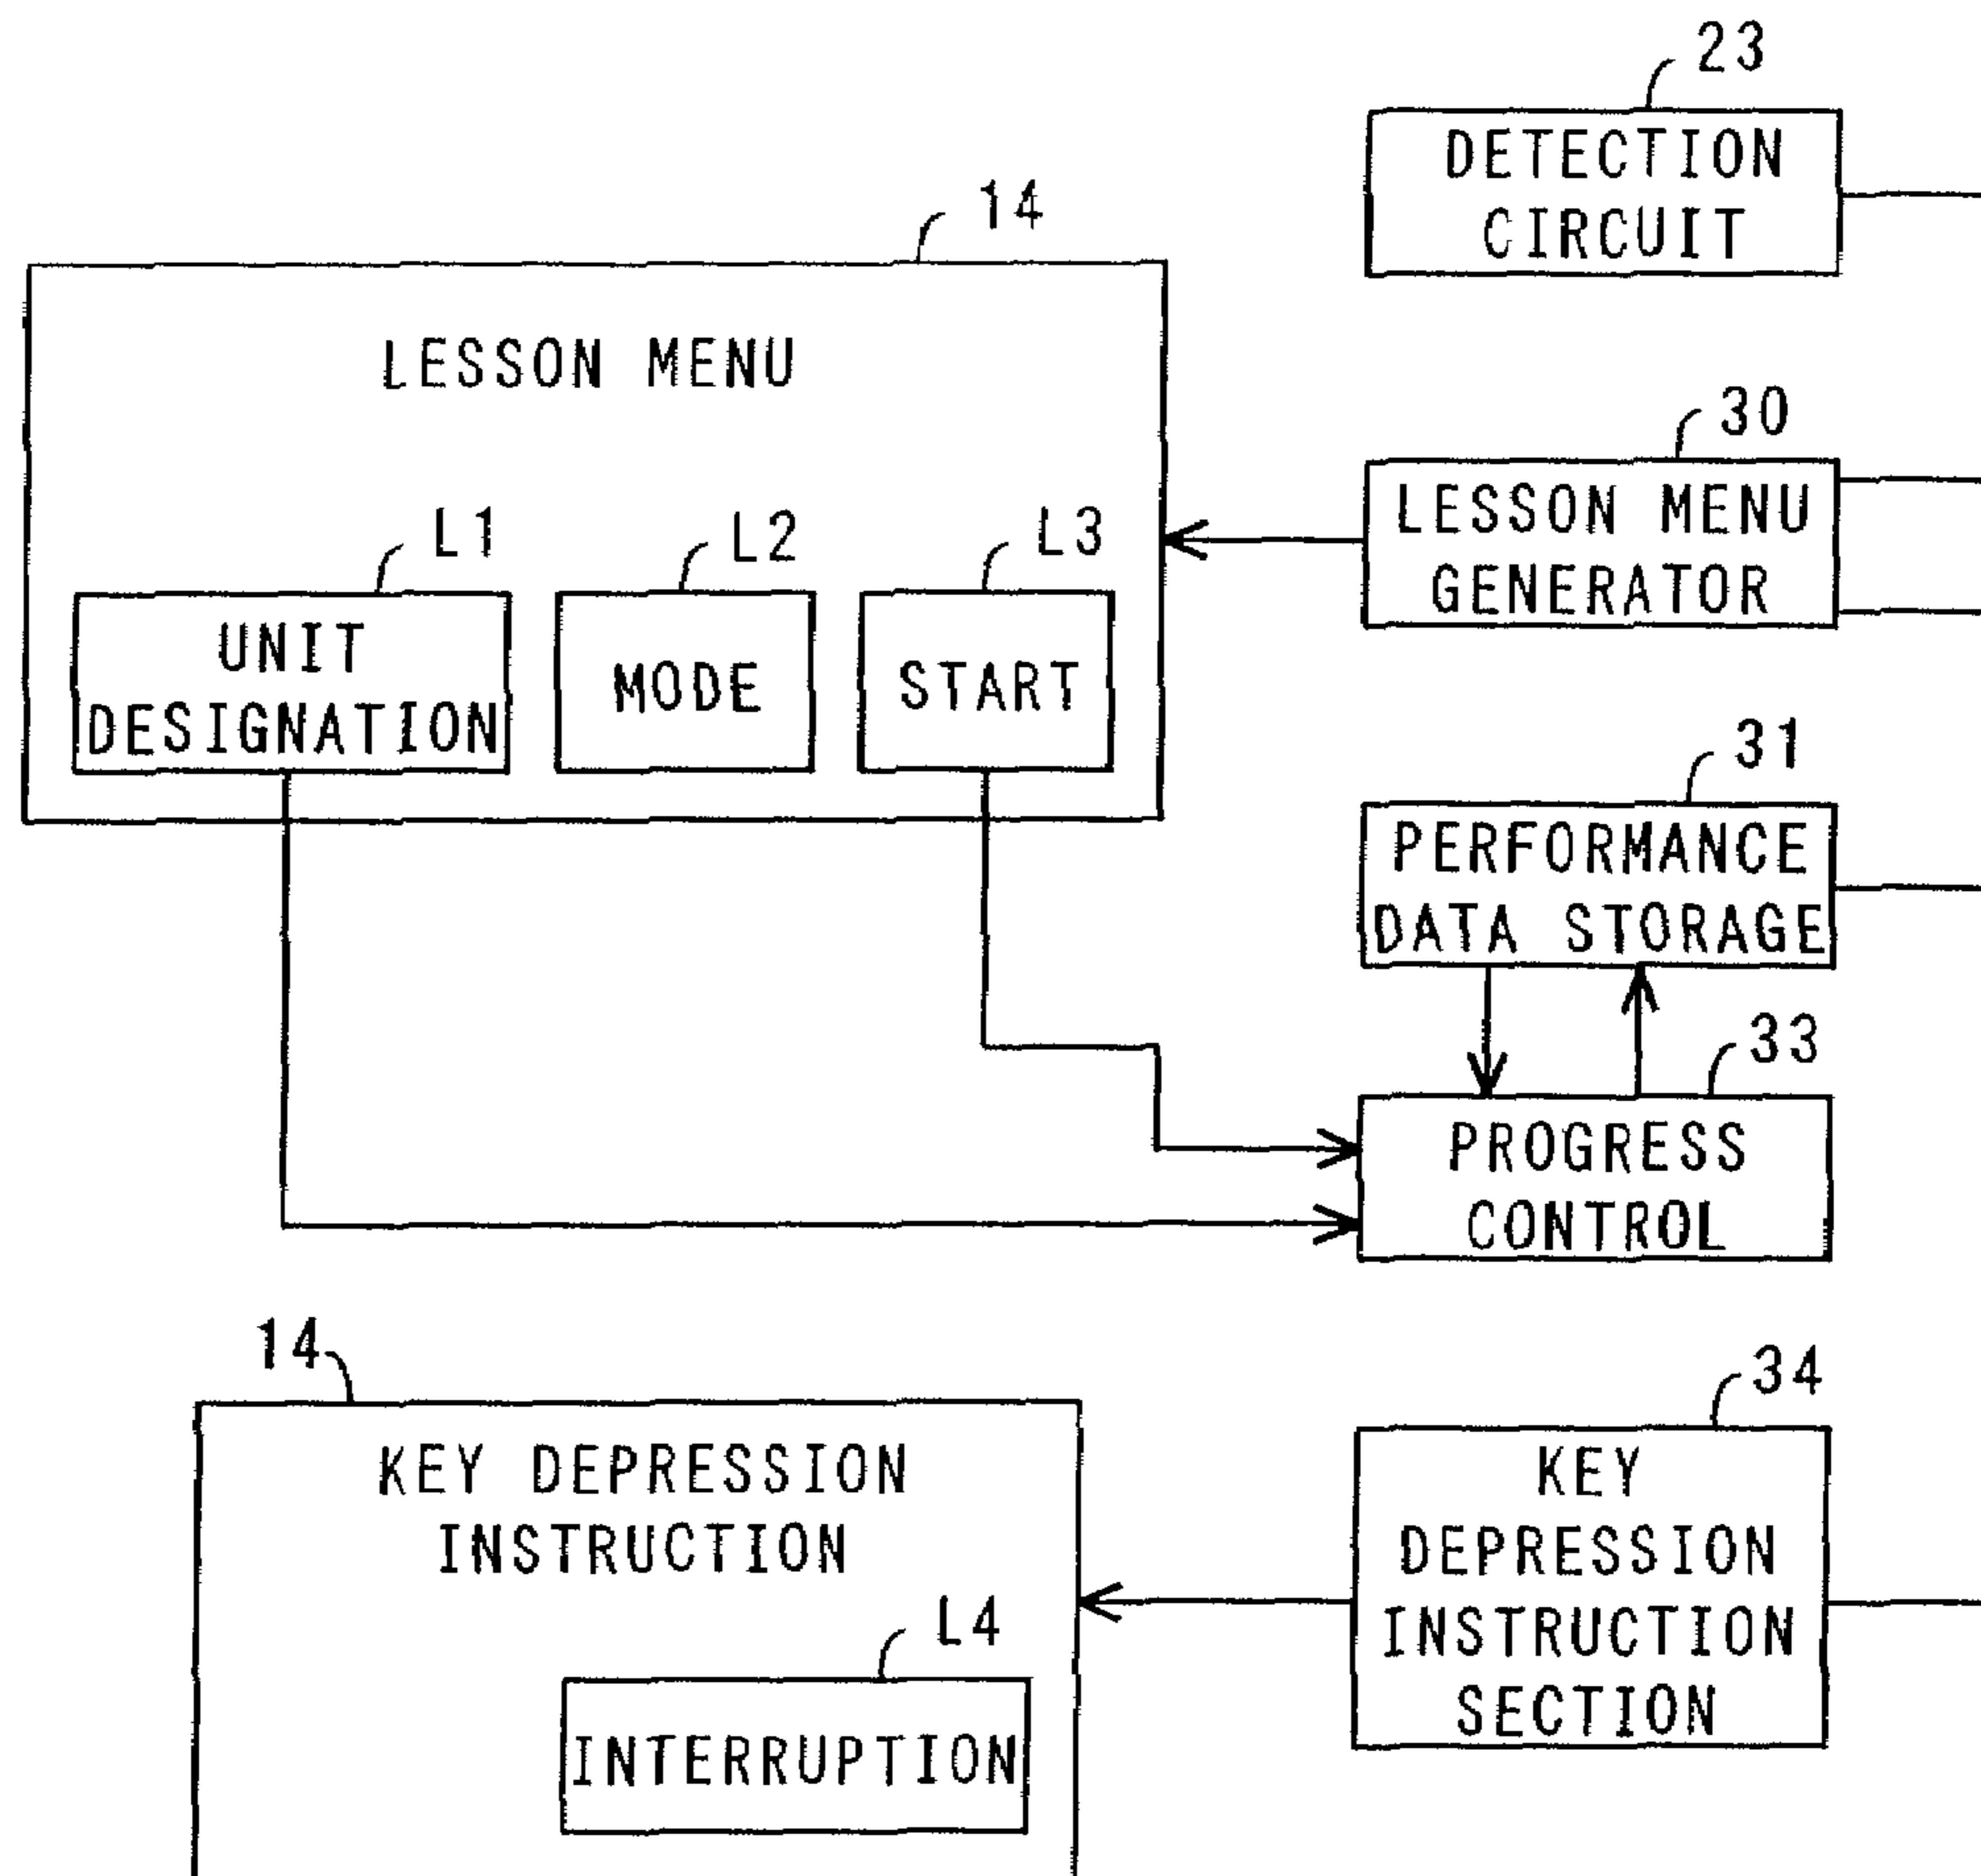 23
DETECTION
CIRCUIT
14
LESSON MENU
30
LESSON MENU
GENERATOR
L1
L2
L3
UNIT
DESIGNATION
MODE
START
31
PERFORMANCE
DATA STORAGE
33
PROGRESS
CONTROL
14
KEY DEPRESSION
INSTRUCTION
34
KEY
DEPRESSION
INSTRUCTION
SECTION
L4
INTERRUPTION